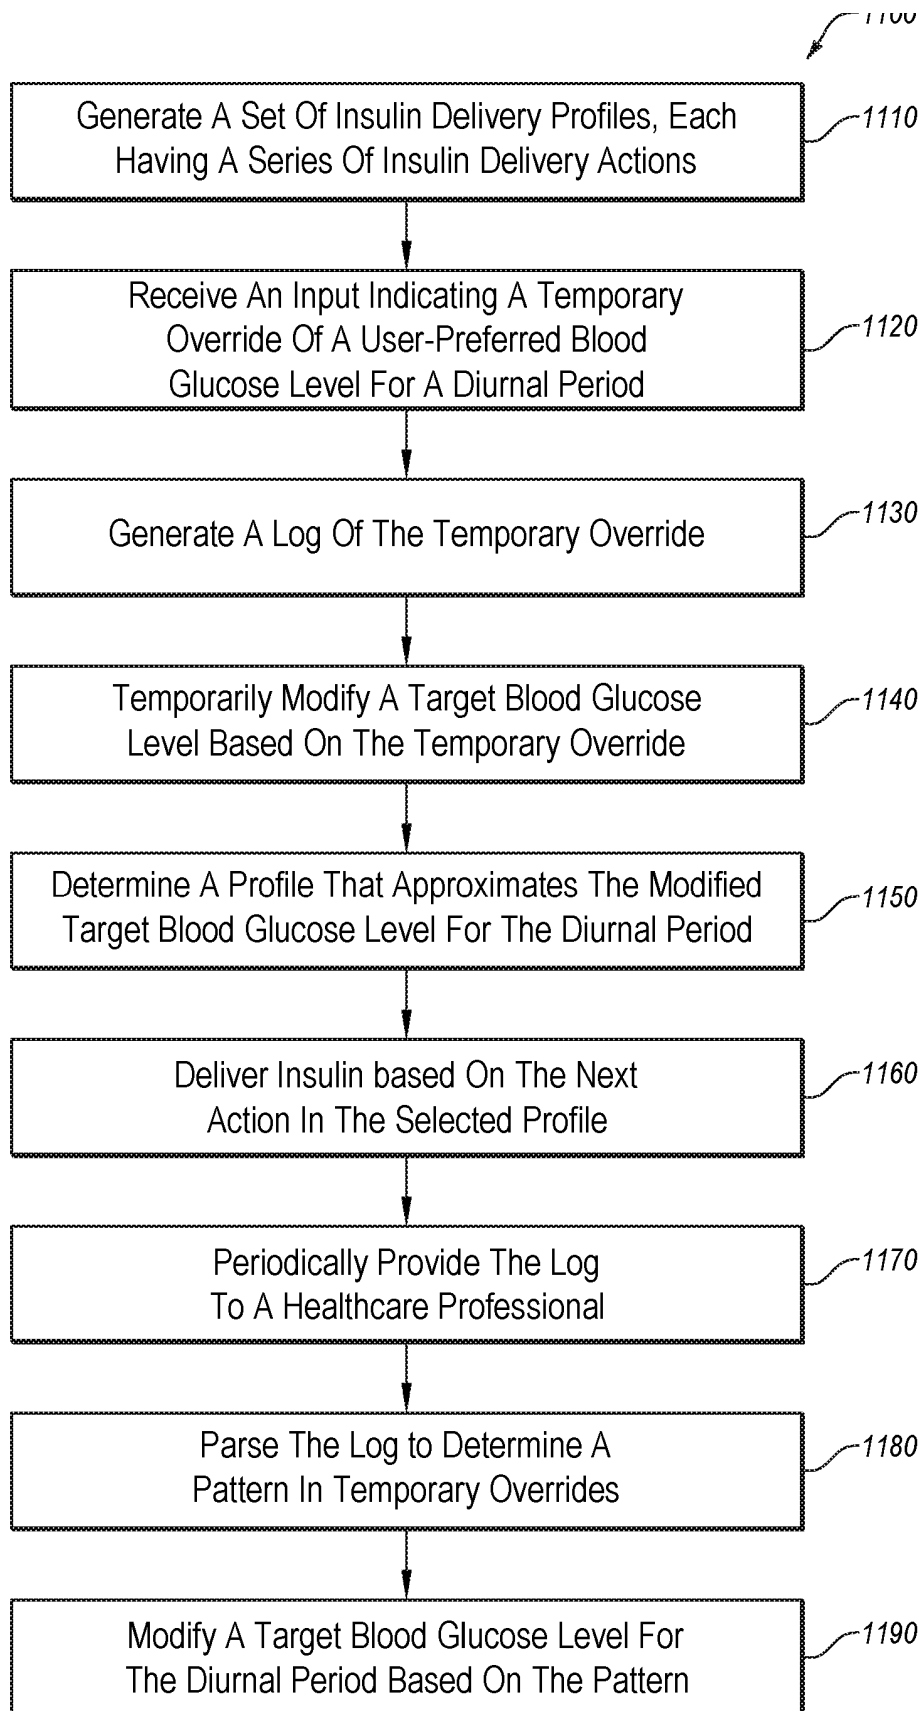 1100
Generate A Set Of Insulin Delivery Profiles, Each
Having A Series Of Insulin Delivery Actions
1110
Receive An Input Indicating A Temporary
Override Of A User-Preferred Blood
Glucose Level For A Diurnal Period
1120
Generate A Log Of The Temporary Override
1130
Temporarily Modify A Target Blood Glucose
Level Based On The Temporary Override
1140
Determine A Profile That Approximates The Modified
Target Blood Glucose Level For The Diurnal Period
1150
Deliver Insulin based On The Next
Action In The Selected Profile
1160
Periodically Provide The Log
To A Healthcare Professional
1170
Parse The Log to Determine A
Pattern In Temporary Overrides
1180
Modify A Target Blood Glucose Level For
The Diurnal Period Based On The Pattern
1190